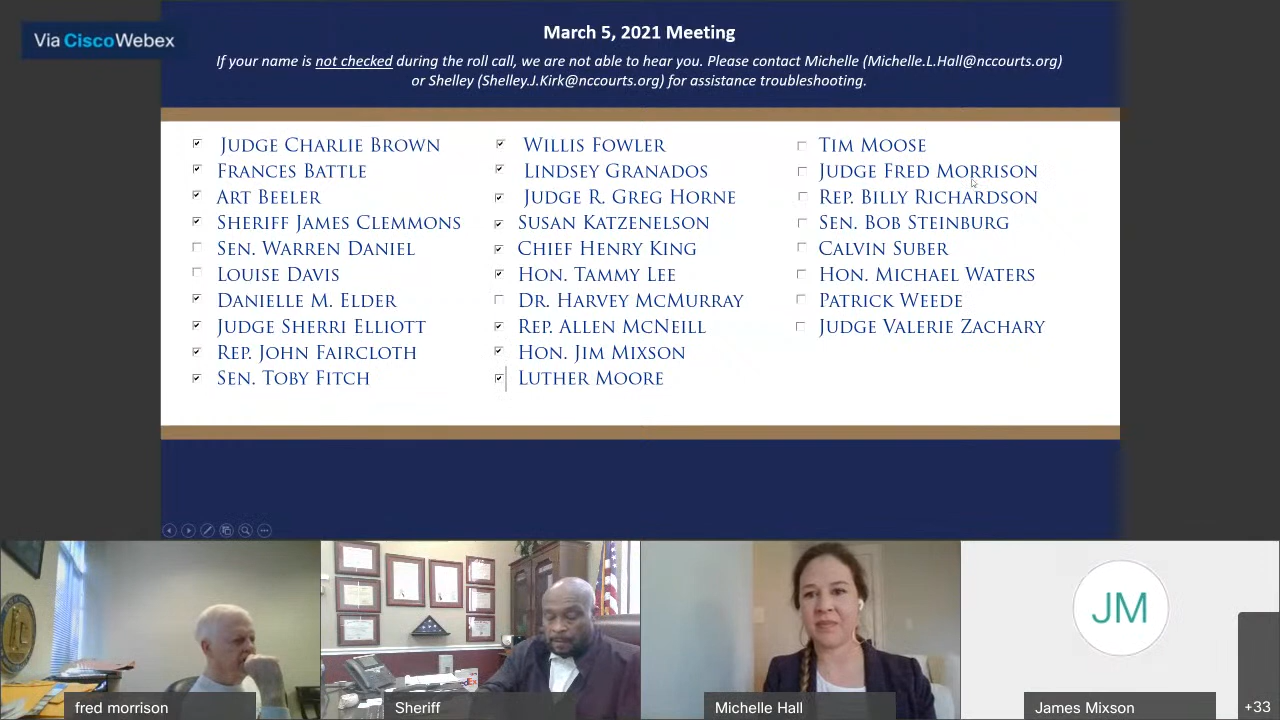 Via Cisco Webex
March 5, 2021 Meeting
If your name is not checked during the roll call, we are not able to hear you. Please contact Michelle (Michelle.L.Hall@nccourts.org)
or Shelley (Shelley.J.Kirk@nccourts.org) for assistance troubleshooting.
Judge Charlie Brown
Frances Battle
Art Beeler
Sheriff James Clemmons
Sen. Warren Daniel
Louise Davis
Danielle M. Elder
Judge Sherri Elliott
Rep. John Faircloth
Sen. Toby Fitch
Willis Fowler
Lindsey Granados
Judge R. Greg Horne
Susan Katzenelson
Chief Henry King
Hon. Tammy Lee
Dr. Harvey McMurray
Rep. Allen McNeill
Hon. Jim Mixson
Luther Moore
Tim Moose
Judge Fred Morrison
Rep. Billy Richardson
Sen. Bob Steinburg
Calvin Suber
Hon. Michael Waters
Patrick Weede
Judge Valerie Zachary
fred morrison
Sheriff
Michelle Hall
JM
James Mixson
+33